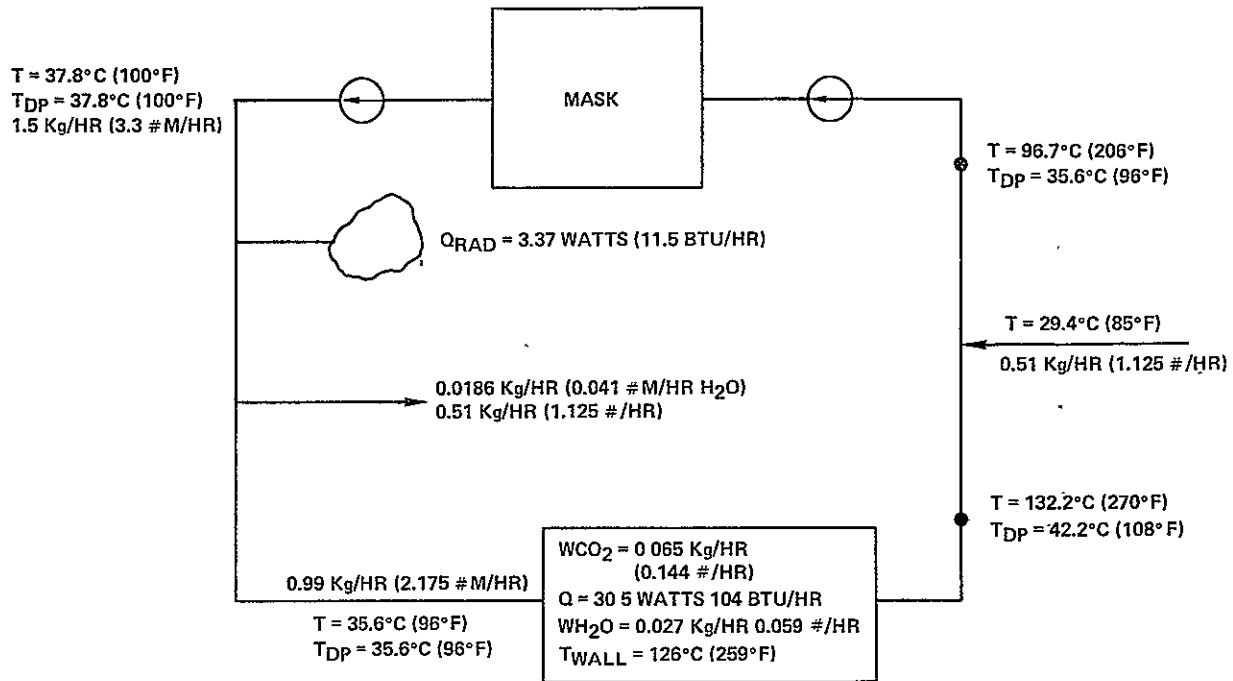 T = 37.8°C (100°F)
TDP = 37.8°C (100°F)
1.5 Kg/HR (3.3 #M/HR)
MASK
T = 96.7°C (206°F)
TDP = 35.6°C (96°F)
QRAD = 3.37 WATTS (11.5 BTU/HR)
T = 29.4°C (85°F)
0.51 Kg/HR (1.125 #/HR)
0.0186 Kg/HR (0.041 #M/HR H2O)
0.51 Kg/HR (1.125 #/HR)
T = 132.2°C (270°F)
TDP = 42.2°C (108°F)
0.99 Kg/HR (2.175 #M/HR)
T = 35.6°C (96°F)
TDP = 35.6°C (96°F)
WCO2 = 0 065 Kg/HR
(0.144 #/HR)
Q = 30 5 WATTS 104 BTU/HR
WH2O = 0.027 Kg/HR 0.059 #/HR
TWALL = 126°C (259°F)